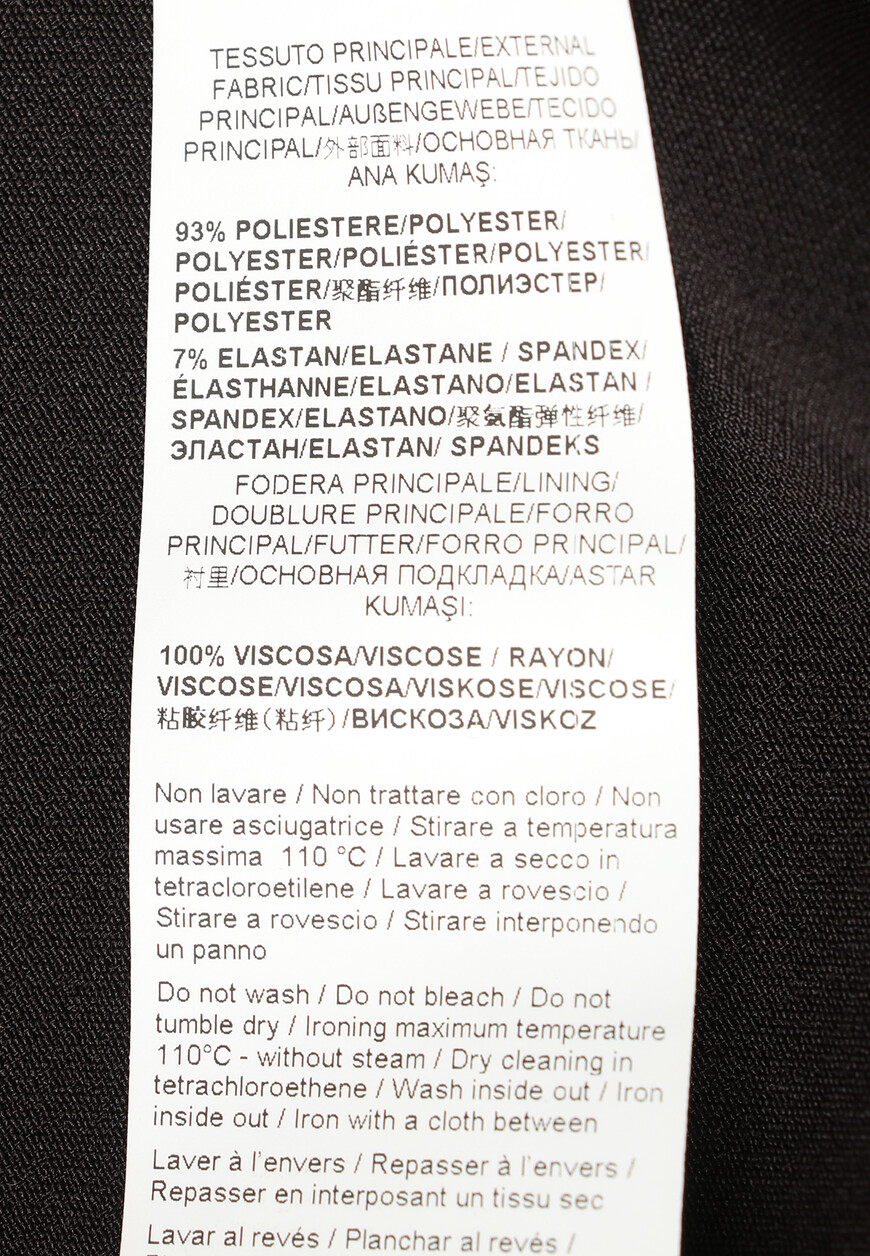 TESSUTO PRINCIPALE/EXTERNAL
FABRIC/TISSU PRINCIPAL/TEJIDO
PRINCIPAL/AUßENGEWEBE/TECIDO
PRINCIPAL/外部面料/ОСНОВНАЯ ТКАНЬ/
ANA KUMAŞ:
93% POLIESTERE/POLYESTER/
POLYESTER/POLIÉSTER/POLYESTER/
POLIÉSTER/聚酯纤维/ПОЛИЭСТЕР/
POLYESTER
7% ELASTAN/ELASTANE / SPANDEX/
ÉLASTHANNE/ELASTANO/ELASTAN /
SPANDEX/ELASTANO/聚氨酯弹性纤维/
ЭЛАСТАН/ELASTAN/ SPANDEKS
FODERA PRINCIPALE/LINING/
DOUBLURE PRINCIPALE/FORRO
PRINCIPAL/FUTTER/FORRO PRINCIPAL/
衬里/ОСНОВНАЯ ПОДКЛАДКА/ASTAR
KUMAŞI:
100% VISCOSA/VISCOSE / RAYON/
VISCOSE/VISCOSA/VISKOSE/VISCOSE/
粘胶纤维(粘纤)/ВИСКОЗА/VISKOZ
Non lavare / Non trattare con cloro / Non
usare asciugatrice / Stirare a temperatura
massima 110 °C / Lavare a secco in
tetracloroetilene / Lavare a rovescio /
Stirare a rovescio / Stirare interponendo
un panno
Do not wash / Do not bleach / Do not
tumble dry / Ironing maximum temperature
110°C - without steam / Dry cleaning in
tetrachloroethene / Wash inside out / Iron
inside out / Iron with a cloth between
Laver à l'envers / Repasser à l'envers /
Repasser en interposant un tissu sec
Lavar al revés / Planchar al revés /